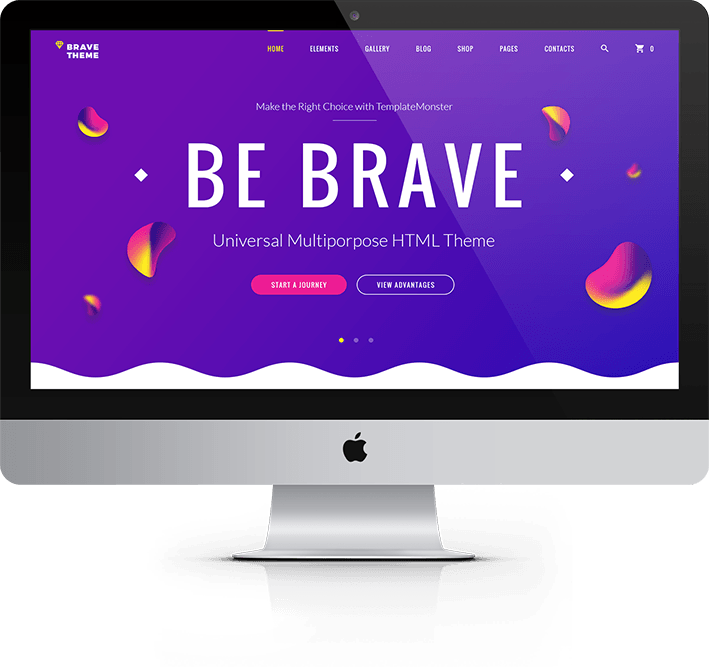 BRAVE
THEME
HOME ELEMENTS GALLERY BLOG SHOP PAGES CONTACTS 0
Make the Right Choice with TemplateMonster
BE BRAVE
Universal Multiporpose HTML Theme
START A JOURNEY VIEW ADVANTAGES